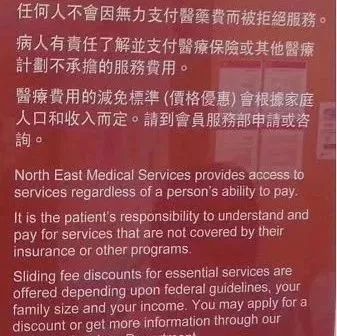 任何人不會因無力支付醫藥費而被拒絕服務。
病人有責任了解並支付醫療保險或其他醫療
計劃不承擔的服務費用。
醫療費用的減免標準 (價格優惠) 會根據家庭
人口和收入而定。請到會員服務部申請或咨
詢。
North East Medical Services provides access to
services regardless of a person's ability to pay.
It is the patient's responsibility to understand and
pay for services that are not covered by their
insurance or other programs.
Sliding fee discounts for essential services are
offered depending upon federal guidelines, your
family size and your income. You may apply for a
discount or get more information through our